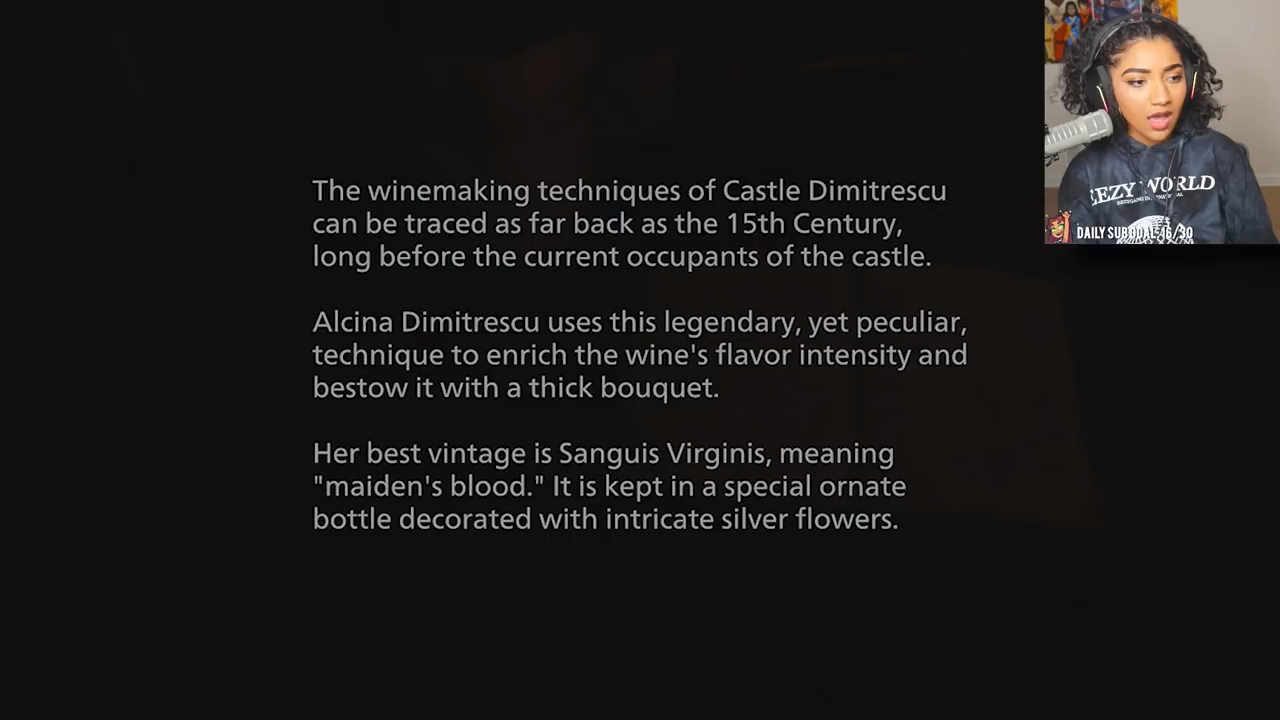 The winemaking techniques of Castle Dimitrescu
can be traced as far back as the 15th Century,
long before the current occupants of the castle.
Alcina Dimitrescu uses this legendary, yet peculiar,
technique to enrich the wine's flavor intensity and
bestow it with a thick bouquet.
Her best vintage is Sanguis Virginis, meaning
"maiden's blood." It is kept in a special ornate
bottle decorated with intricate silver flowers.
EEZY WORLD
DAILY SUB GOAL: 16/30